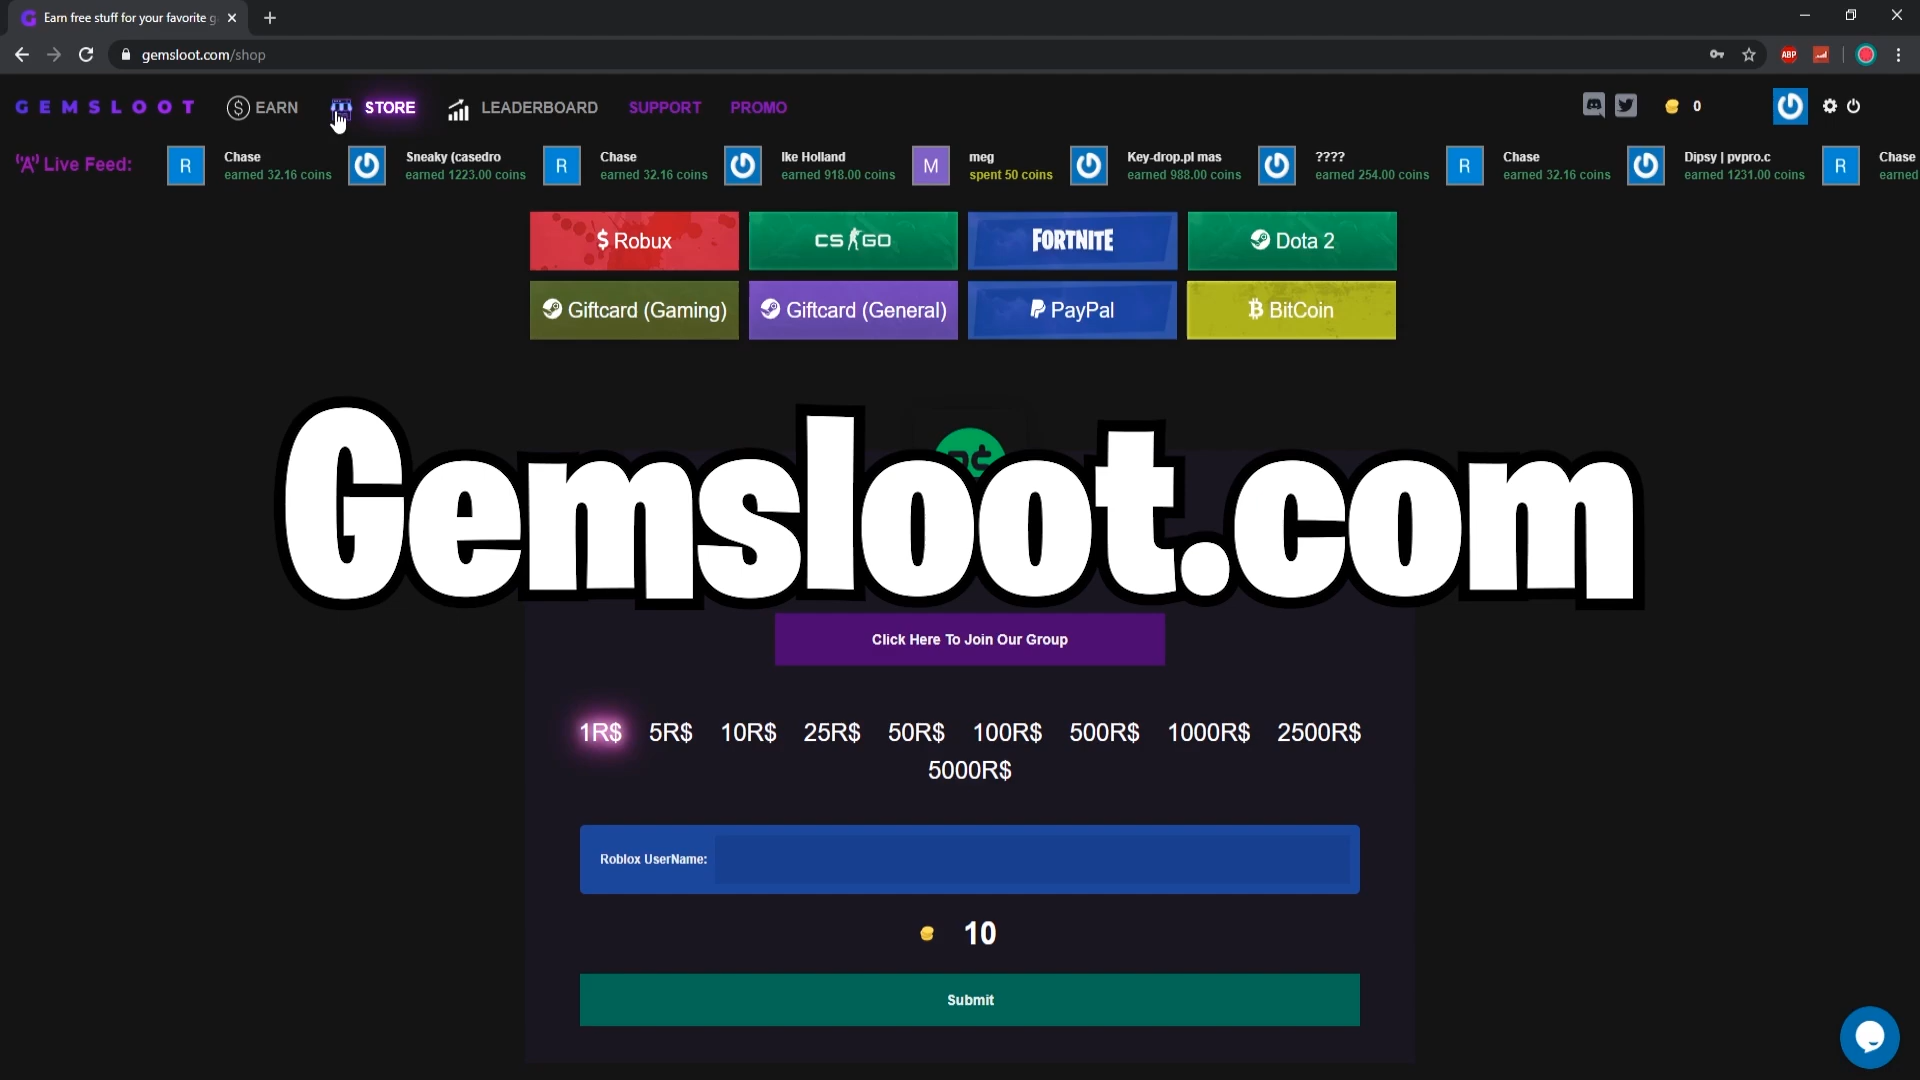 Earn free stuff for your favorite g
gemsloot.com/shop
ABP
GEMSLOOT
EARN
STORE
LEADERBOARD
SUPPORT
PROMO
0
Live Feed:
R
Chase
earned 32.16 coins
Sneaky (casedro
earned 1223.00 coins
R
Chase
earned 32.16 coins
Ike Holland
earned 918.00 coins
M
meg
spent 50 coins
Key-drop.pl mas
earned 988.00 coins
????
earned 254.00 coins
R
Chase
earned 32.16 coins
Dipsy | pvpro.c
earned 1231.00 coins
R
Chase
earned
$ Robux
CS GO
FORTNITE
Dota 2
Giftcard (Gaming)
Giftcard (General)
PayPal
BitCoin
Gemsloot.com
Click Here To Join Our Group
1R$ 5R$ 10R$ 25R$ 50R$ 100R$ 500R$ 1000R$ 2500R$
5000R$
Roblox UserName:
10
Submit